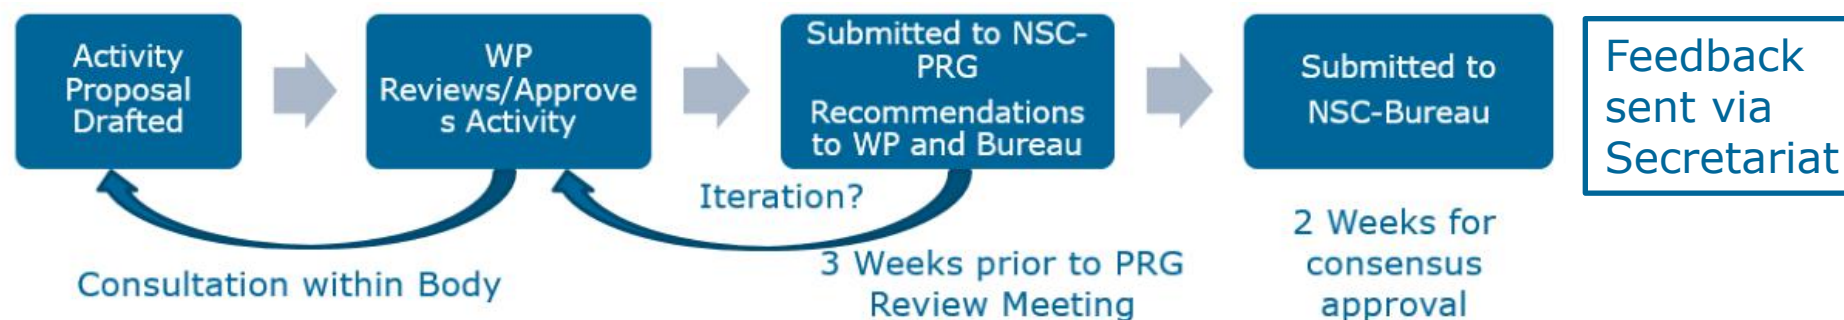 Activity
Proposal
Drafted
WP
Reviews/Approve
s Activity
Submitted to NSC-
PRG
Recommendations
to WP and Bureau
Submitted to
NSC-Bureau
Feedback
sent via
Secretariat
Consultation within Body
Iteration?
3 Weeks prior to PRG
Review Meeting
2 Weeks for
consensus
approval